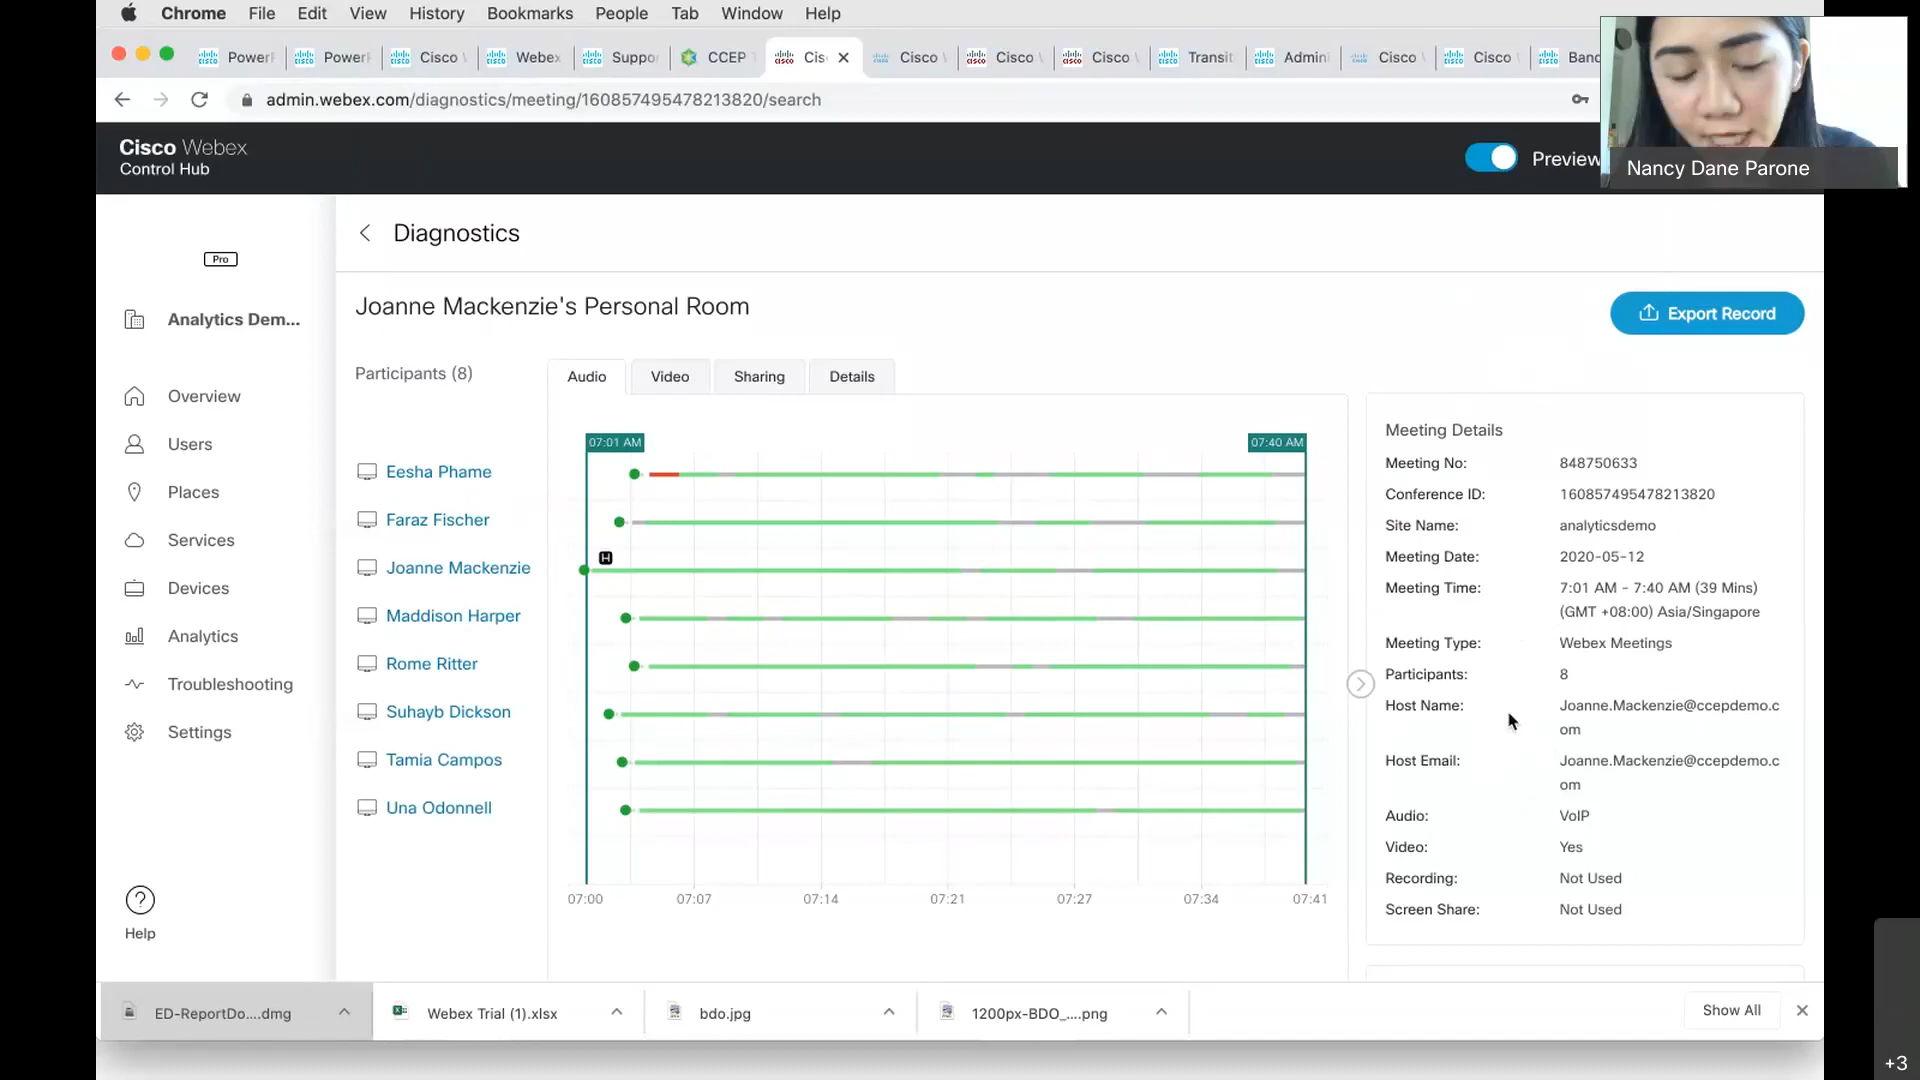 Chrome File Edit View History Bookmarks People Tab Window Help
PowerP
PowerP
Cisco W
Webex
Suppo
CCEP T
Cis
Cisco W
Cisco W
Cisco W
Transit
Admin
Cisco W
Cisco
Band
admin.webex.com/diagnostics/meeting/160857495478213820/search
Nancy Dane Parone
Cisco Webex
Control Hub
Preview
Pro
Analytics Dem...
Overview
Users
Places
Services
Devices
Analytics
Troubleshooting
Settings
Help
Diagnostics
Joanne Mackenzie's Personal Room
Export Record
Participants (8)
Audio Video Sharing Details
07:01 AM 07:40 AM
Eesha Phame
Faraz Fischer
H
Joanne Mackenzie
Maddison Harper
Rome Ritter
Suhayb Dickson
Tamia Campos
Una Odonnell
07:00 07:07 07:14 07:21 07:27 07:34 07:41
Meeting Details
Meeting No: 848750633
Conference ID: 160857495478213820
Site Name: analyticsdemo
Meeting Date: 2020-05-12
Meeting Time: 7:01 AM - 7:40 AM (39 Mins)
(GMT +08:00) Asia/Singapore
Meeting Type: Webex Meetings
Participants: 8
Host Name: Joanne.Mackenzie@ccepdemo.c
om
Host Email: Joanne.Mackenzie@ccepdemo.c
om
Audio: VoIP
Video: Yes
Recording: Not Used
Screen Share: Not Used
ED-ReportDo....dmg
Webex Trial (1).xlsx
bdo.jpg
1200px-BDO_....png
Show All
+3